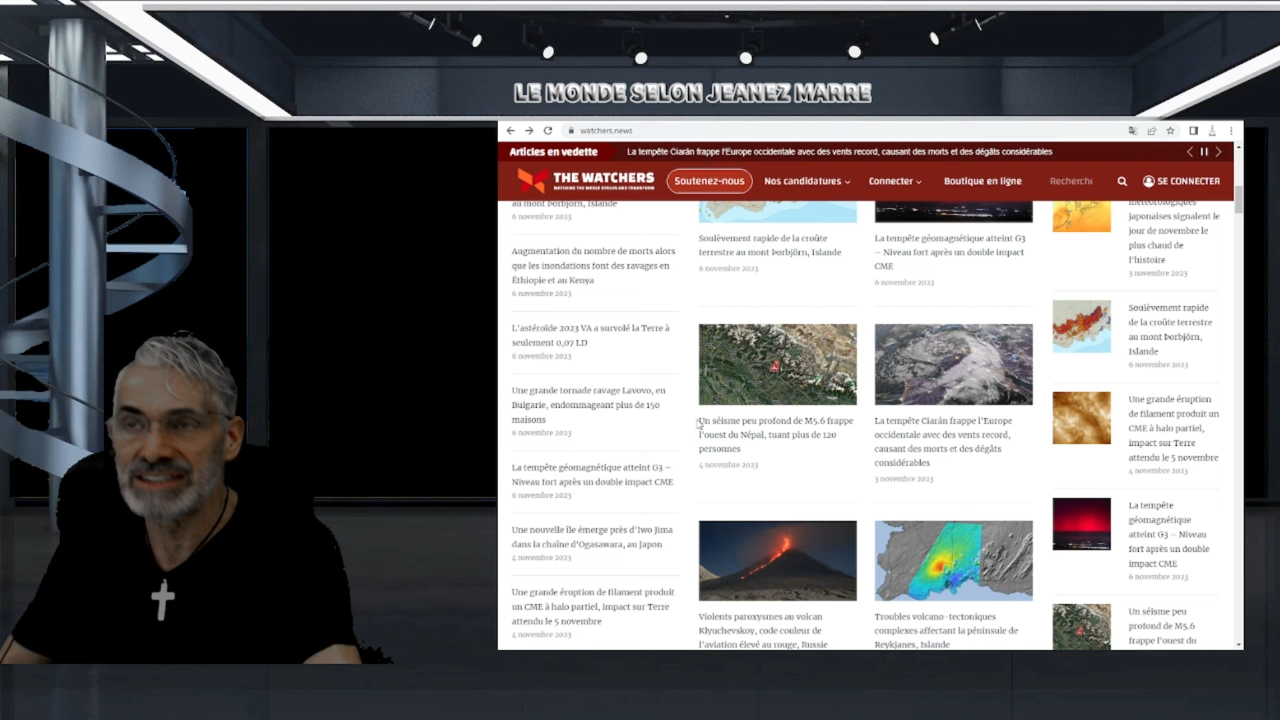 LE MONDE SELON JEANEZ MARRE
watchers.news
Articles en vedette
La tempête Ciarán frappe l'Europe occidentale avec des vents record, causant des morts et des dégâts considérables
THE WATCHERS
WATCHING THE WORLD EVOLVE AND TRANSFORM
Soutenez-nous
Nos candidatures
Connecter
Boutique en ligne
Recherche
SE CONNECTER
au mont Þorbjörn, Islande
6 novembre 2023
Augmentation du nombre de morts alors
que les inondations font des ravages en
Éthiopie et au Kenya
6 novembre 2023
L'astéroïde 2023 VA a survolé la Terre à
seulement 0,07 LD
6 novembre 2023
Une grande tornade ravage Lavovo, en
Bulgarie, endommageant plus de 150
maisons
6 novembre 2023
La tempête géomagnétique atteint G3 –
Niveau fort après un double impact CME
6 novembre 2023
Une nouvelle île émerge près d'Iwo Jima
dans la chaîne d'Ogasawara, au Japon
4 novembre 2023
Une grande éruption de filament produit
un CME à halo partiel, impact sur Terre
attendu le 5 novembre
4 novembre 2023
Soulèvement rapide de la croûte
terrestre au mont Þorbjörn, Islande
6 novembre 2023
Un séisme peu profond de M5.6 frappe
l'ouest du Népal, tuant plus de 120
personnes
4 novembre 2023
Violents paroxysmes au volcan
Klyuchevskoy, code couleur de
l'aviation élevé au rouge, Russie
La tempête géomagnétique atteint G3
– Niveau fort après un double impact
CME
6 novembre 2023
La tempête Ciarán frappe l'Europe
occidentale avec des vents record,
causant des morts et des dégâts
considérables
3 novembre 2023
Troubles volcano-tectoniques
complexes affectant la péninsule de
Reykjanes, Islande
météorologiques
japonaises signalent le
jour de novembre le
plus chaud de
l'histoire
3 novembre 2023
Soulèvement rapide
de la croûte terrestre
au mont Þorbjörn,
Islande
6 novembre 2023
Une grande éruption
de filament produit un
CME à halo partiel,
impact sur Terre
attendu le 5 novembre
4 novembre 2023
La tempête
géomagnétique
atteint G3 – Niveau
fort après un double
impact CME
6 novembre 2023
Un séisme peu
profond de M5.6
frappe l'ouest du